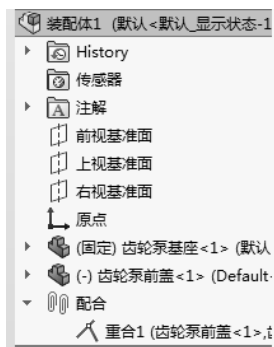 装配体1 (默认<默认_显示状态-1
History
传感器
注解
前视基准面
上视基准面
右视基准面
原点
(固定) 齿轮泵基座<1> (默认
(-) 齿轮泵前盖<1> (Default-
配合
重合1 (齿轮泵前盖<1>,